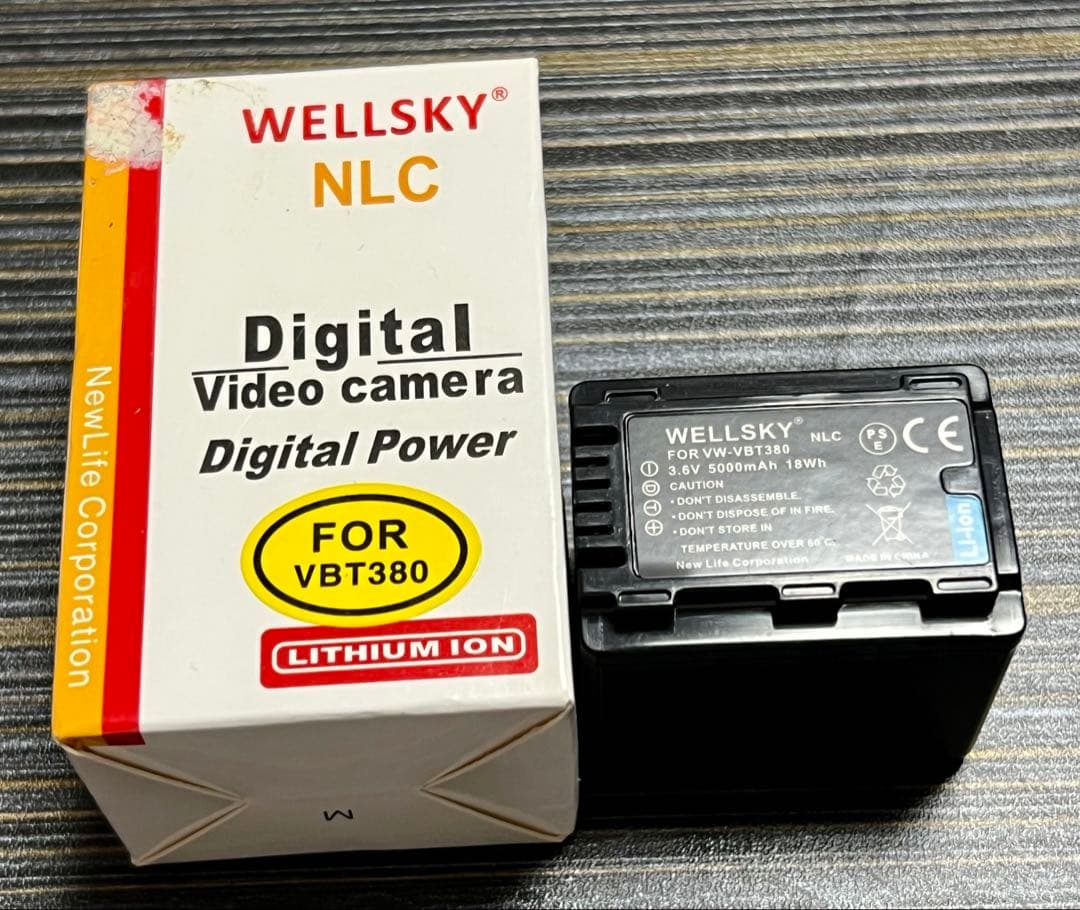 WELLSKY®
NLC
Digital
Video camera
Digital Power
FOR
VBT380
LITHIUM ION
NewLife Corporation
M
WELLSKY® NLC
FOR VW-VBT380
3.6V 5000mAh 18Wh
CAUTION
• DON'T DISASSEMBLE.
• DON'T DISPOSE OF IN FIRE.
• DON'T STORE IN
TEMPERATURE OVER 60°C.
New Life Corporation MADE IN CHINA
PS
E
CE
Li-ion